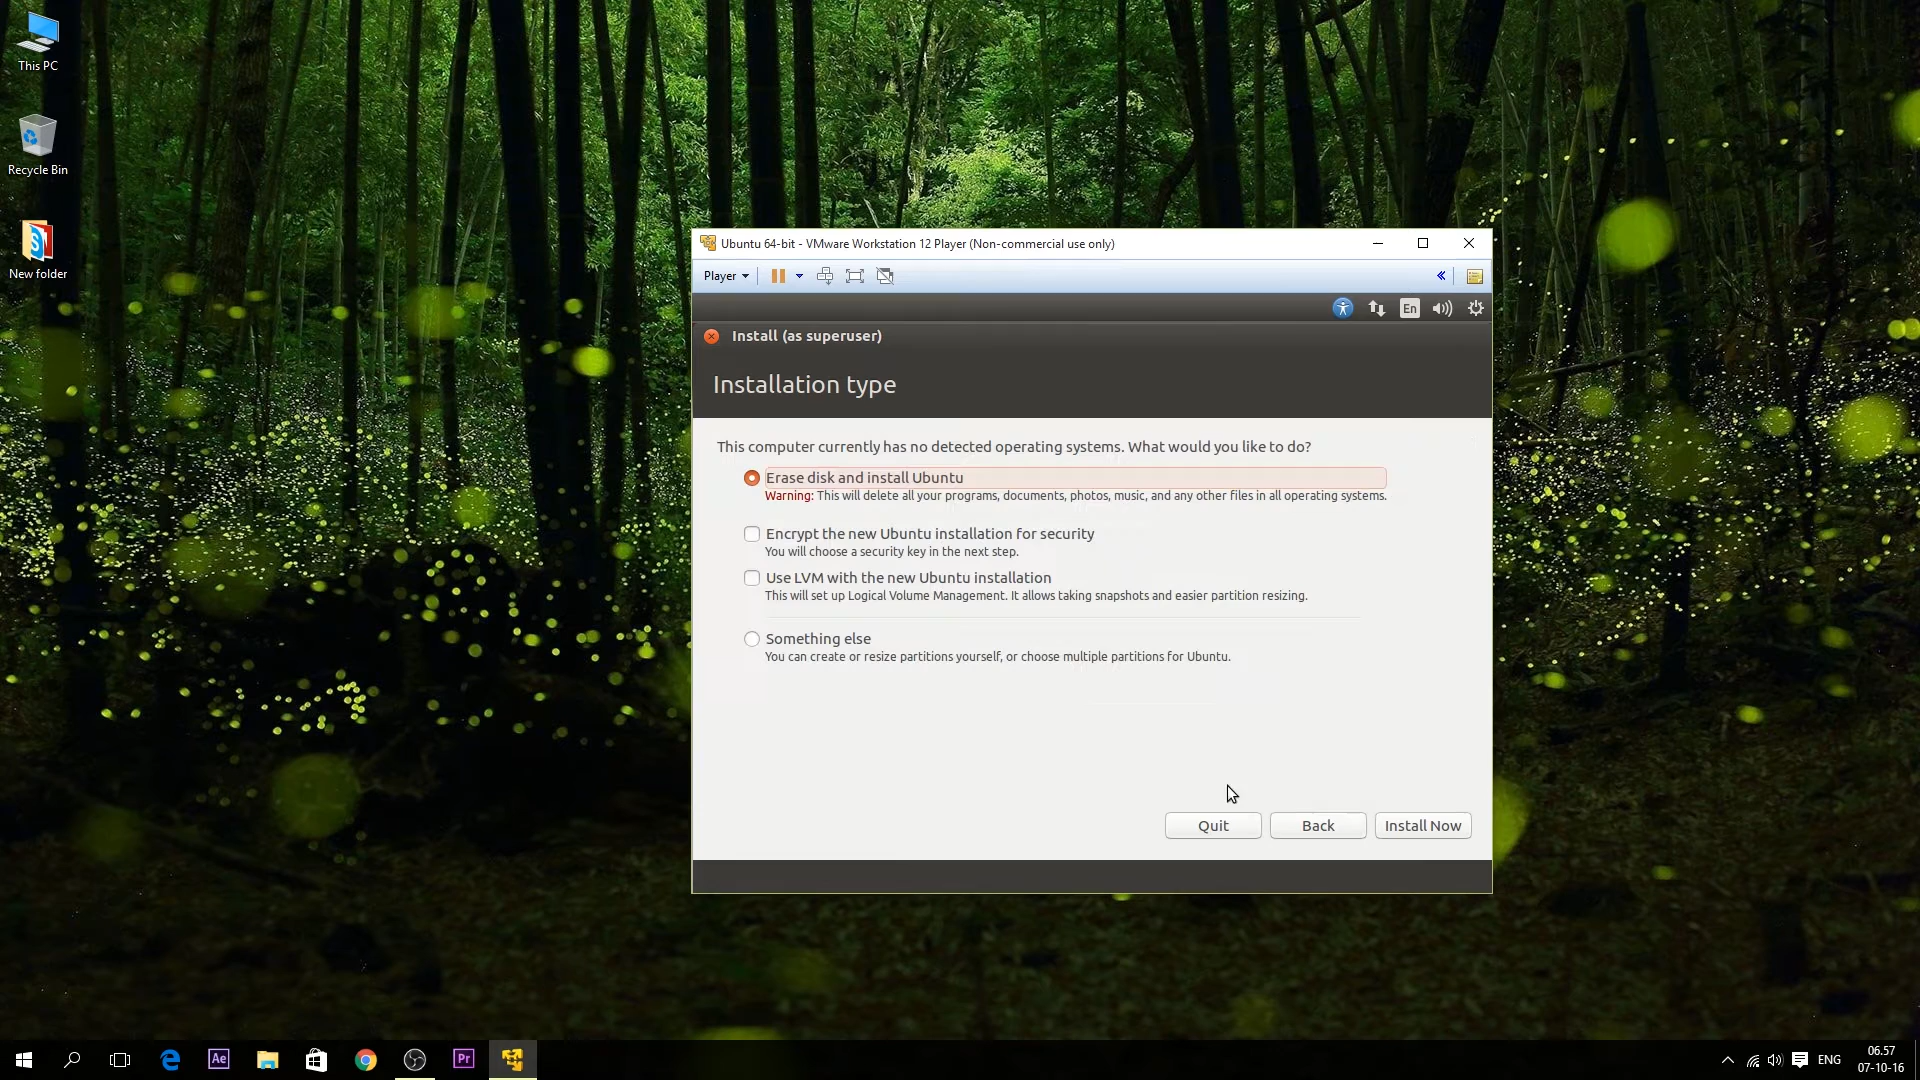 This PC
Recycle Bin
New folder
Ubuntu 64-bit - VMware Workstation 12 Player (Non-commercial use only)
Player
En
Install (as superuser)
Installation type
This computer currently has no detected operating systems. What would you like to do?
Erase disk and install Ubuntu
Warning: This will delete all your programs, documents, photos, music, and any other files in all operating systems.
Encrypt the new Ubuntu installation for security
You will choose a security key in the next step.
Use LVM with the new Ubuntu installation
This will set up Logical Volume Management. It allows taking snapshots and easier partition resizing.
Something else
You can create or resize partitions yourself, or choose multiple partitions for Ubuntu.
Quit Back Install Now
Ae Pr ENG
06.57
07-10-16